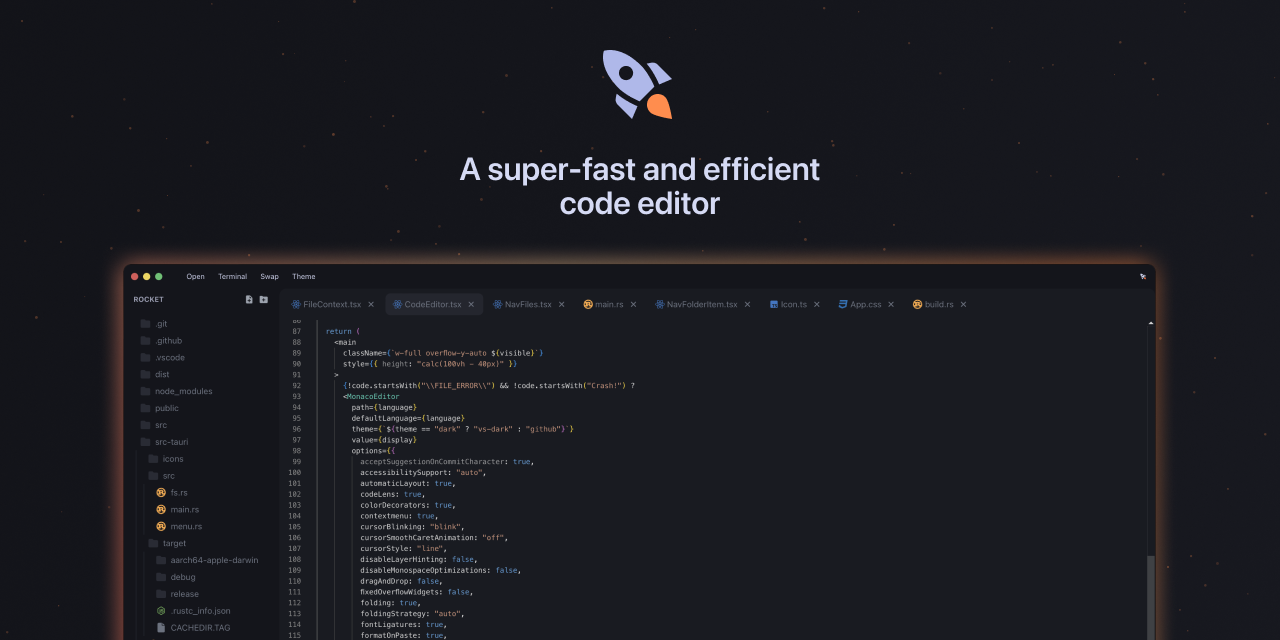 A super-fast and efficient
code editor
Open Terminal Swap Theme
ROCKET
FileContext.tsx CodeEditor.tsx NavFiles.tsx main.rs NavFolderItem.tsx Icon.ts App.css build.rs
.git
.github
.vscode
dist
node_modules
public
src
src-tauri
icons
src
fs.rs
main.rs
menu.rs
target
aarch64-apple-darwin
debug
release
.rustc_info.json
CACHEDIR.TAG
86
87 return (
88 <main
89 className={`w-full overflow-y-auto ${visible}`}
90 style={{ height: "calc(100vh - 40px)" }}
91 >
92 {!code.startsWith("\\FILE_ERROR\\") && !code.startsWith("Crash!") ?
93 <MonacoEditor
94 path={language}
95 defaultLanguage={language}
96 theme={`${theme == "dark" ? "vs-dark" : "github"}`}
97 value={display}
98 options={{
99 acceptSuggestionOnCommitCharacter: true,
100 accessibilitySupport: "auto",
101 automaticLayout: true,
102 codeLens: true,
103 colorDecorators: true,
104 contextmenu: true,
105 cursorBlinking: "blink",
106 cursorSmoothCaretAnimation: "off",
107 cursorStyle: "line",
108 disableLayerHinting: false,
109 disableMonospaceOptimizations: false,
110 dragAndDrop: false,
111 fixedOverflowWidgets: false,
112 folding: true,
113 foldingStrategy: "auto",
114 fontLigatures: true,
115 formatOnPaste: true,